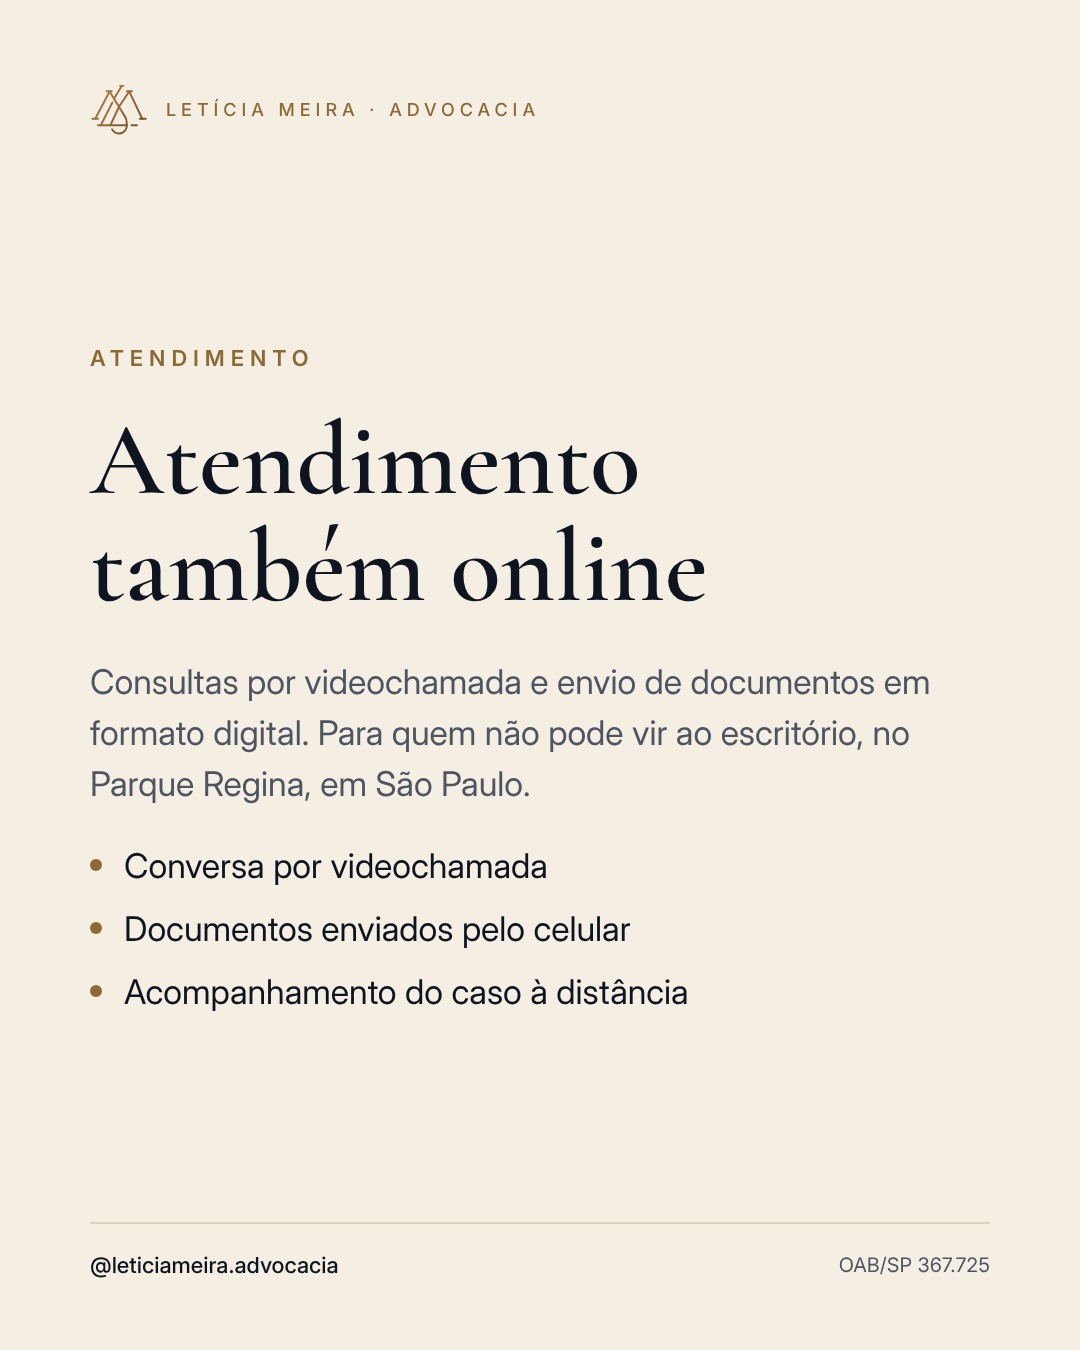 LETÍCIA MEIRA · ADVOCACIA
ATENDIMENTO
Atendimento
também online
Consultas por videochamada e envio de documentos em
formato digital. Para quem não pode vir ao escritório, no
Parque Regina, em São Paulo.
• Conversa por videochamada
• Documentos enviados pelo celular
• Acompanhamento do caso à distância
@leticiameira.advocacia
OAB/SP 367.725